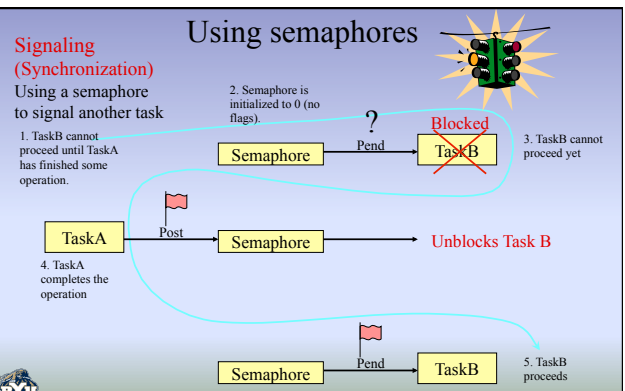 Using semaphores
Signaling
(Synchronization)
Using a semaphore
to signal another task
1. TaskB cannot
proceed until TaskA
has finished some
operation.
2. Semaphore is
initialized to 0 (no
flags).
?
Blocked
Semaphore
Pend
TaskB
3. TaskB cannot
proceed yet
TaskA
Post
Semaphore
Unblocks Task B
4. TaskA
completes the
operation
Semaphore
Pend
TaskB
5. TaskB
proceeds